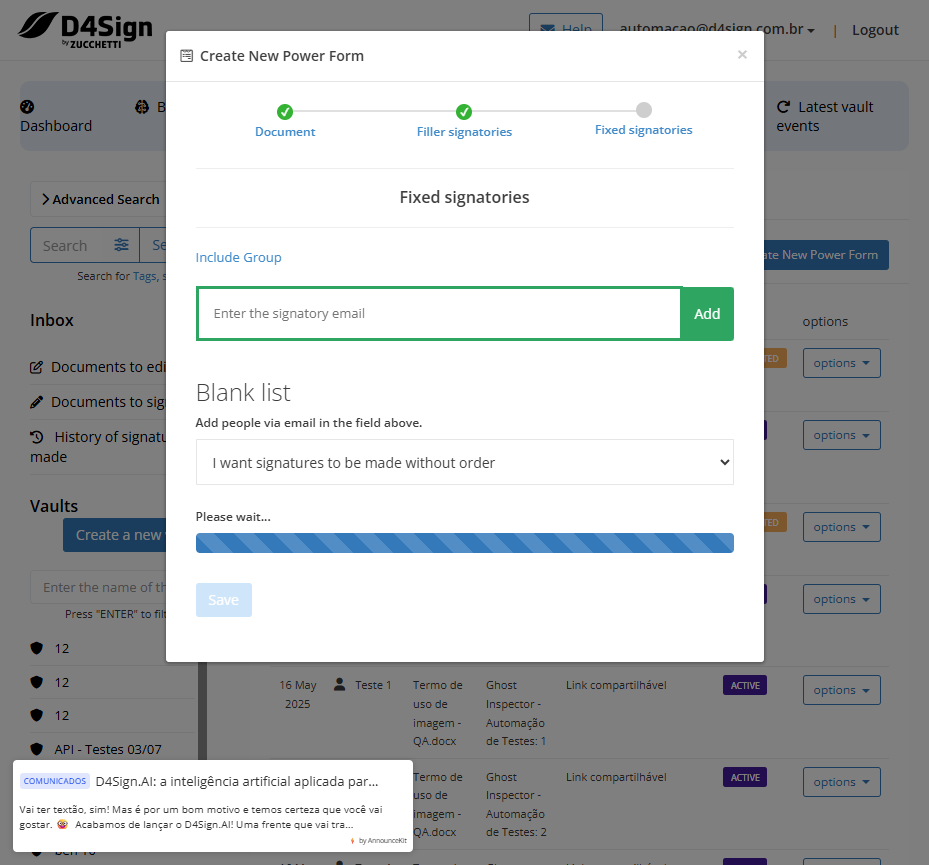 D4Sign
by ZUCCHETTI
Help
automacao@d4sign.com.br
|
Logout
Create New Power Form
×
Dashboard
B
Latest vault
events
Document
Filler signatories
Fixed signatories
Advanced Search
Fixed signatories
Search
Se
Search for Tags, s
Include Group
ate New Power Form
Enter the signatory email
Add
Inbox
options
Documents to edi
TED
options
Documents to sig
Blank list
Add people via email in the field above.
History of signatu
made
options
I want signatures to be made without order
Vaults
Create a new
Please wait...
TED
options
Enter the name of th
Press "ENTER" to filt
Save
options
12
12
12
API - Testes 03/07
16 May
2025
Teste 1
Termo de
uso de
imagem -
QA.docx
Ghost
Inspector -
Automação
de Testes: 1
Link compartilhável
ACTIVE
options
Termo de
uso de
imagem -
QA.docx
Ghost
Inspector -
Automação
de Testes: 2
Link compartilhável
ACTIVE
options
COMUNICADOS D4Sign.AI: a inteligência artificial aplicada par...
Vai ter textão, sim! Mas é por um bom motivo e temos certeza que você vai
gostar. 🤯 Acabamos de lançar o D4Sign.AI! Uma frente que vai tra...
by AnnounceKit